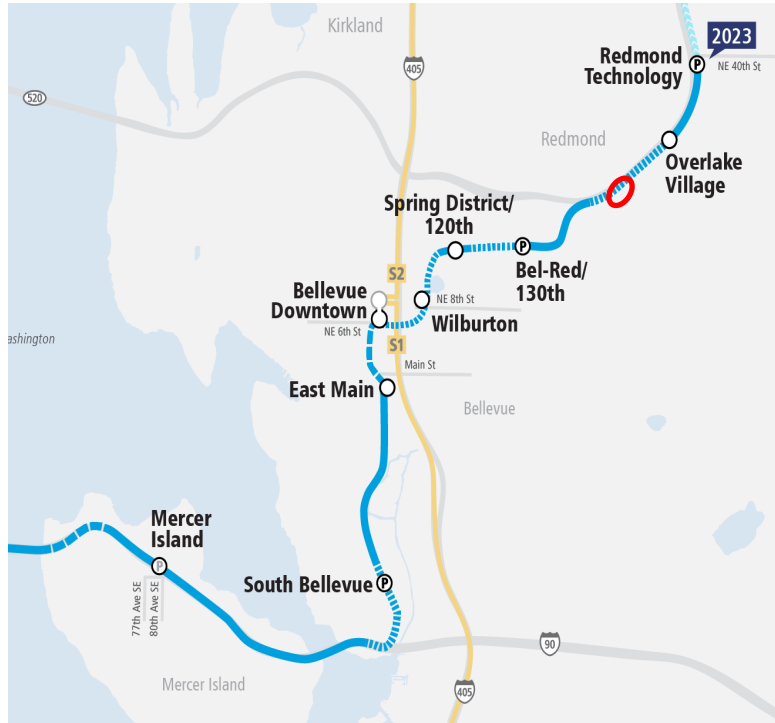 Kirkland
2023
405
Redmond
Technology
P
NE 40th St
520
Redmond
Overlake
Village
Spring District/
120th
P
Bel-Red/
130th
S2
Bellevue
Downtown
NE 8th St
Wilburton
NE 6th St
ashington
S1
Main St
East Main
Bellevue
Mercer
Island
P
South Bellevue
P
77th Ave SE
80th Ave SE
90
Mercer Island
405